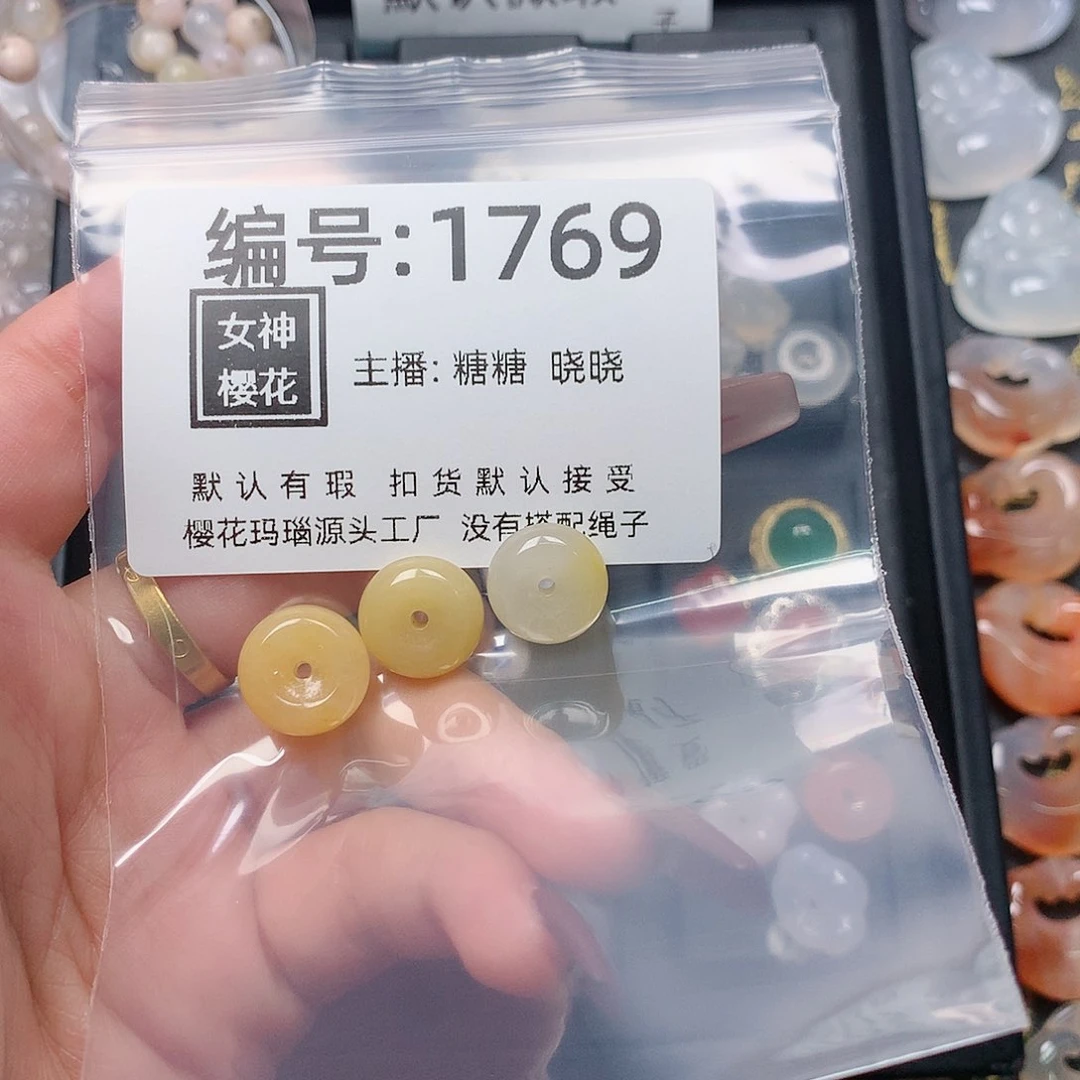 编号:1769
女神
樱花
主播: 糖糖 晓晓
默认有瑕 扣货默认接受
樱花玛瑙源头工厂 没有搭配绳子
子